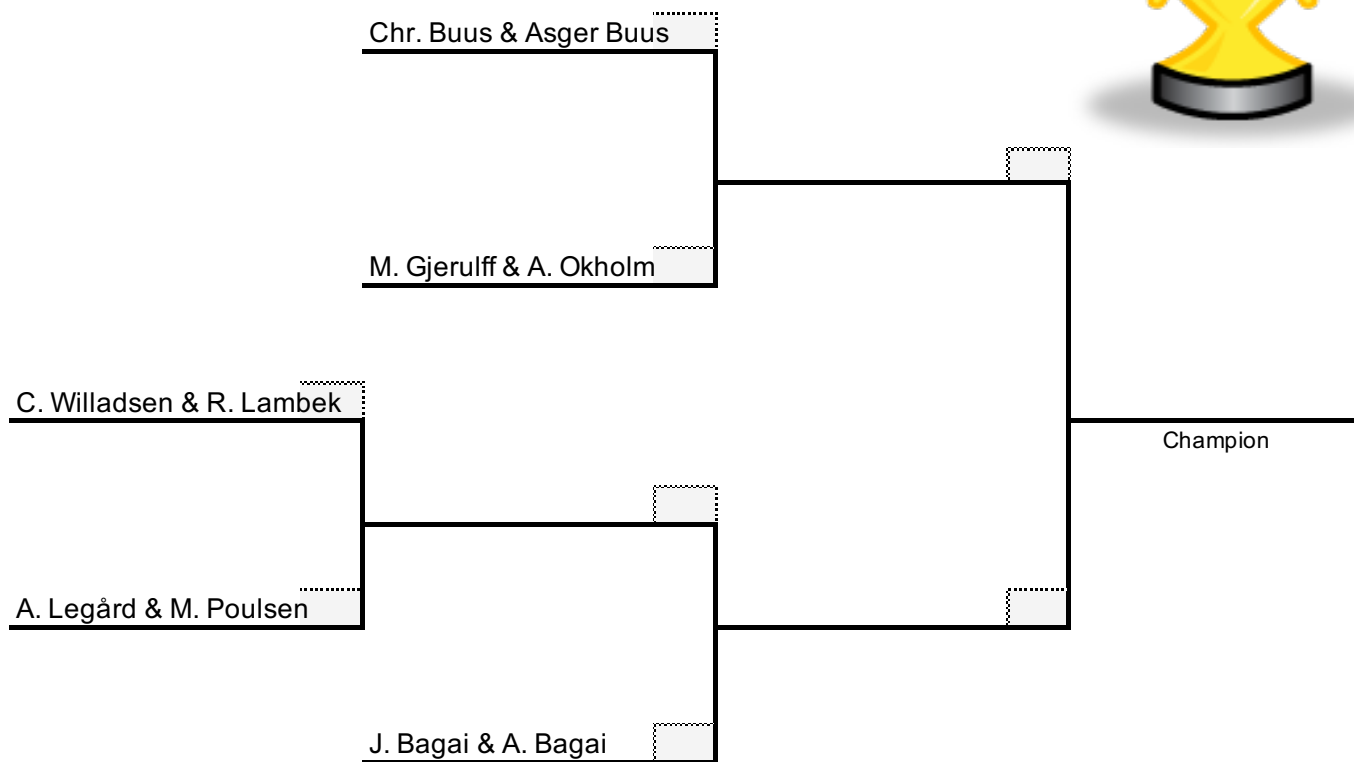 Chr. Buus & Asger Buus
M. Gjerulff & A. Okholm
C. Willadsen & R. Lambek
Champion
A. Legård & M. Poulsen
J. Bagai & A. Bagai